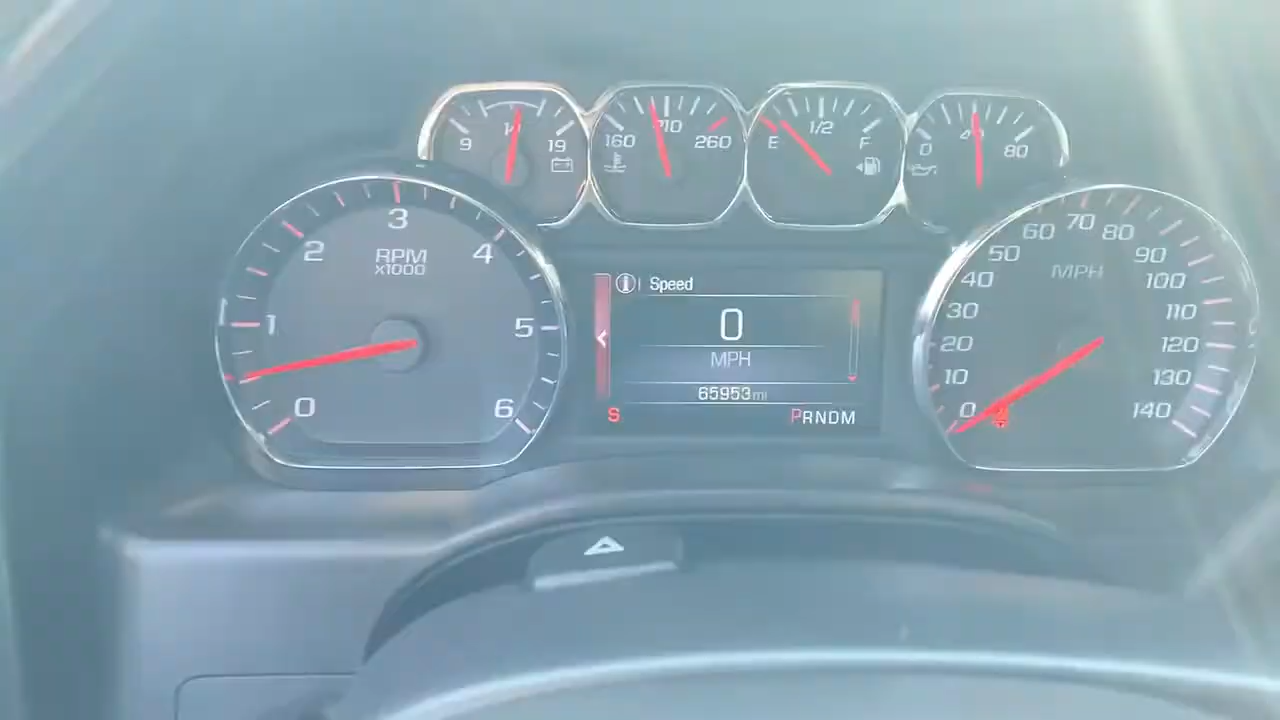 9 14 19
160 210 260
E 1/2 F
0 40 80
0 1 2 3 4 5 6
RPM
x1000
Speed
0
MPH
65953 mi
S PRNDM
0 10 20 30 40 50 60 70 80 90 100 110 120 130 140
MPH